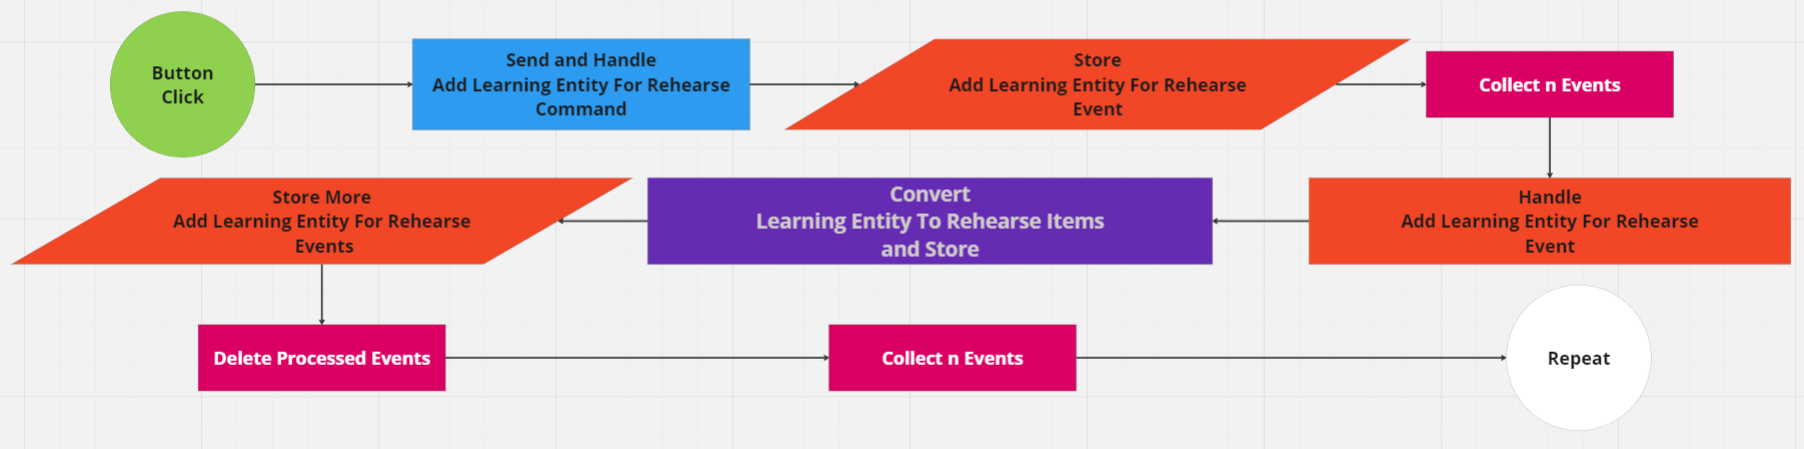 Button
Click
Send and Handle
Add Learning Entity For Rehearse
Command
Store
Add Learning Entity For Rehearse
Event
Collect n Events
Store More
Add Learning Entity For Rehearse
Events
Convert
Learning Entity To Rehearse Items
and Store
Handle
Add Learning Entity For Rehearse
Event
Delete Processed Events
Collect n Events
Repeat